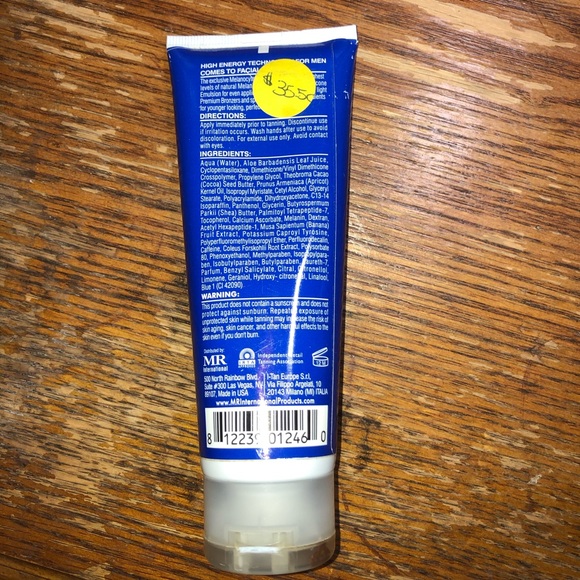 HIGH ENERGY TECHN FOR MEN
COMES TO FACIAL
$35.50
The exclusive Melanocyt hest
levels of natural Melan cone
Emulsion for even appli light
Premium Bronzers and sp ents
for younger looking, perfe
DIRECTIONS:
Apply immediately prior to tanning. Discontinue use
if irritation occurs. Wash hands after use to avoid
discoloration. For external use only. Avoid contact
with eyes.
INGREDIENTS:
Aqua (Water), Aloe Barbadensis Leaf Juice,
Cyclopentasiloxane, Dimethicone/Vinyl Dimethicone
Crosspolymer, Propylene Glycol, Theobroma Cacao
(Cocoa) Seed Butter, Prunus Armeniaca (Apricot)
Kernel Oil, Isopropyl Myristate, Cetyl Alcohol, Glyceryl
Stearate, Polyacrylamide, Dihydroxyacetone, C13-14
Isoparaffin, Panthenol, Glycerin, Butyrospermum
Parkii (Shea) Butter, Palmitoyl Tetrapeptide-7,
Tocopherol, Calcium Ascorbate, Melanin, Dextran,
Acetyl Hexapeptide-1, Musa Sapientum (Banana)
Fruit Extract, Potassium Caproyl Tyrosine,
Polyperfluoromethylisopropyl Ether, Perfluorodecalin,
Caffeine, Coleus Forskohlii Root Extract, Polysorbate
80, Phenoxyethanol, Methylparaben, Isopropylpara-
ben, Isobutylparaben, Butylparaben, Laureth-7,
Parfum, Benzyl Salicylate, Citral, Citronellol,
Limonene, Geraniol, Hydroxy- citronellal, Linalool,
Blue 1 (CI 42090)
WARNING:
This product does not contain a sunscreen and does not
protect against sunburn. Repeated exposure of
unprotected skin while tanning may increase the risk of
skin aging, skin cancer, and other harmful effects to the
skin even if you don't burn.
Distributed by
MR
International
Independent Retail
Tanning Association
12 M
500 North Rainbow Blvd. I-Tan Europe S.r.l,
Suite #300 Las Vegas, NV Via Filippo Argelati, 10
89107, Made in USA 20143 Milano (MI) ITALIA
www.MRInternationalProducts.com
8 12239 01246 0